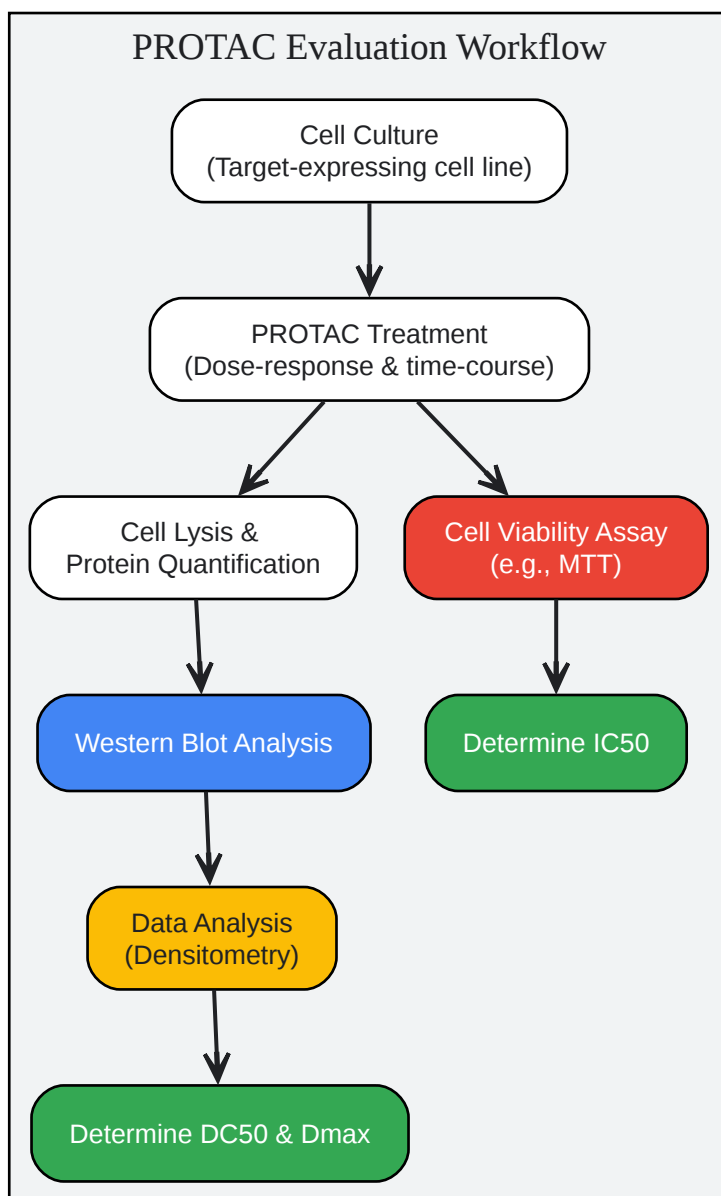 PROTAC Evaluation Workflow
Cell Culture
(Target-expressing cell line)
PROTAC Treatment
(Dose-response & time-course)
Cell Lysis &
Protein Quantification
Cell Viability Assay
(e.g., MTT)
Western Blot Analysis
Determine IC50
Data Analysis
(Densitometry)
Determine DC50 & Dmax